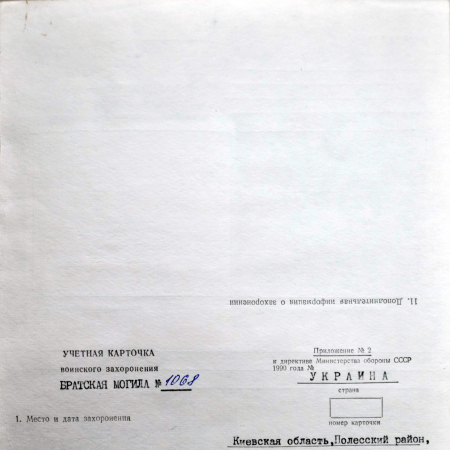 11. Дополнительная информация о захоронении
УЧЕТНАЯ КАРТОЧКА
воинского захоронения
БРАТСКАЯ МОГИЛА № 1068
Приложение № 2
к директиве Министерства обороны СССР
1990 года №
УКРАИНА
страна
номер карточки
1. Место и дата захоронения
Киевская область,Полесский район,